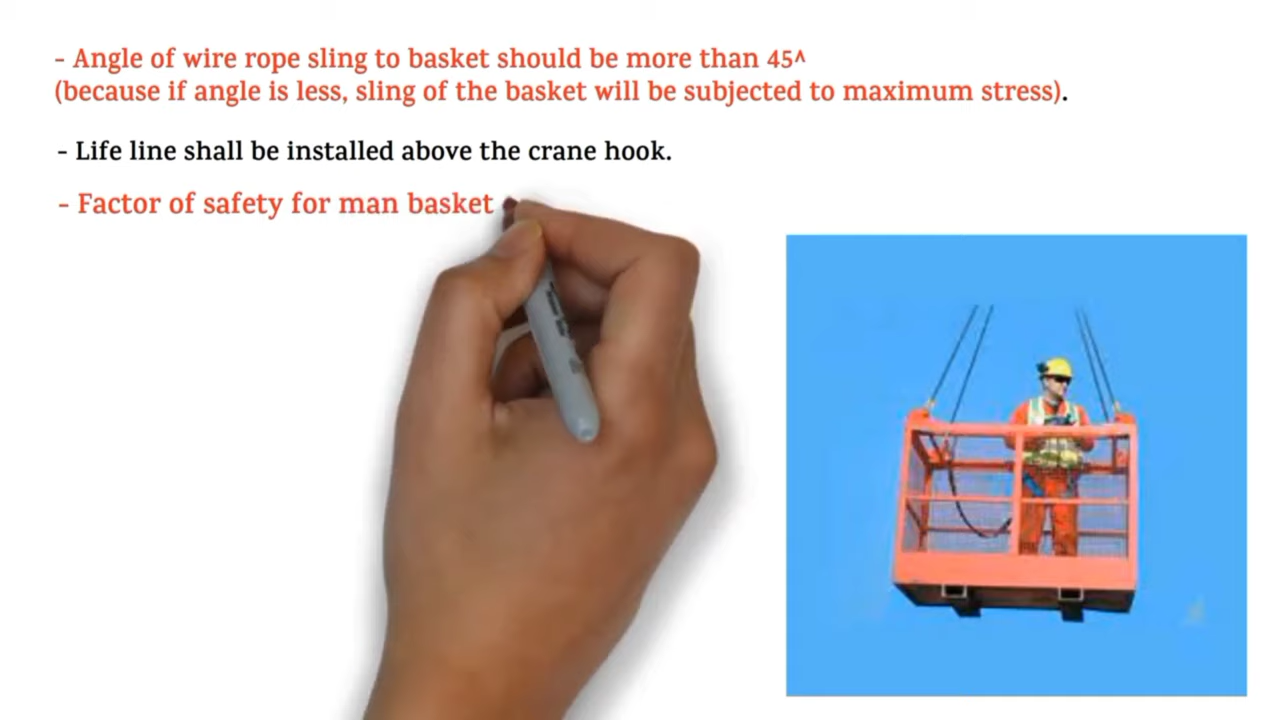 - Angle of wire rope sling to basket should be more than 45^
(because if angle is less, sling of the basket will be subjected to maximum stress).
- Life line shall be installed above the crane hook.
- Factor of safety for man basket